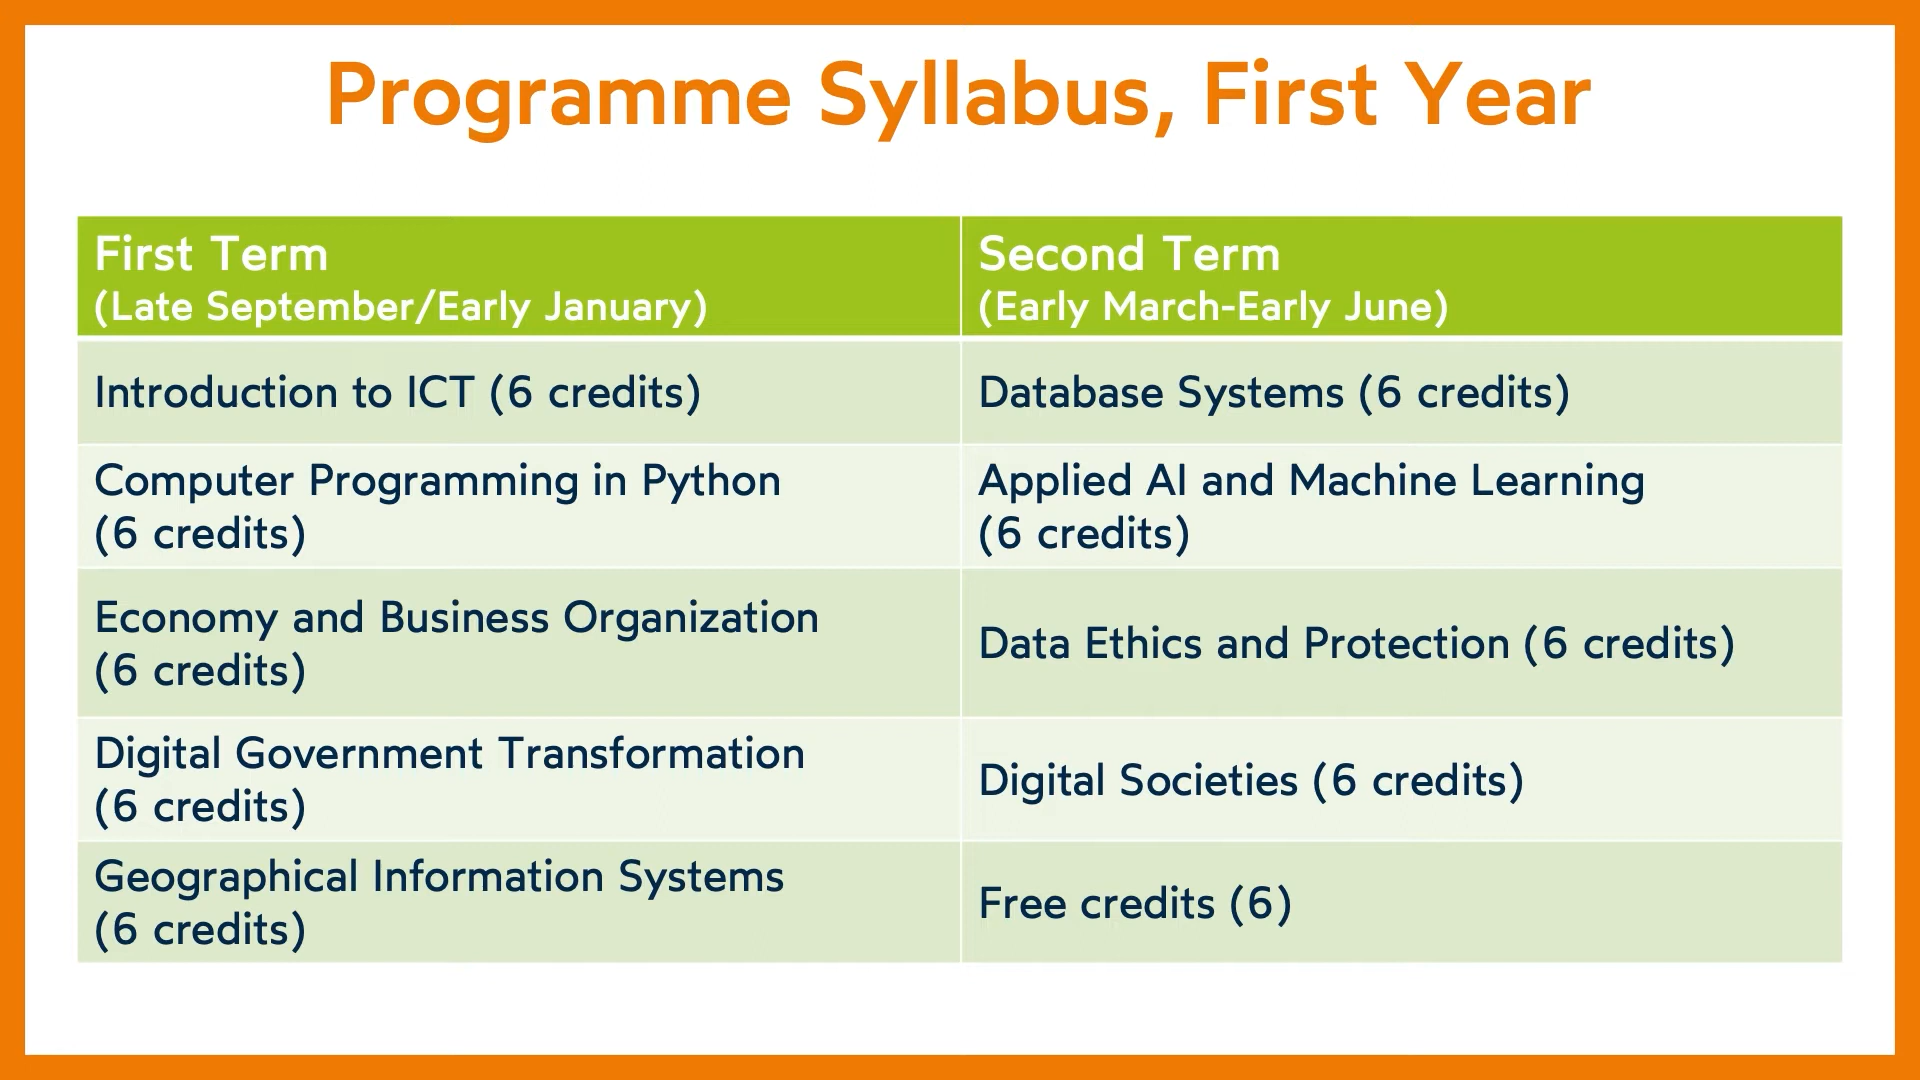 Programme Syllabus, First Year
First Term
(Late September/Early January)
Second Term
(Early March-Early June)
Introduction to ICT (6 credits)
Database Systems (6 credits)
Computer Programming in Python
(6 credits)
Applied AI and Machine Learning
(6 credits)
Economy and Business Organization
(6 credits)
Data Ethics and Protection (6 credits)
Digital Government Transformation
(6 credits)
Digital Societies (6 credits)
Geographical Information Systems
(6 credits)
Free credits (6)